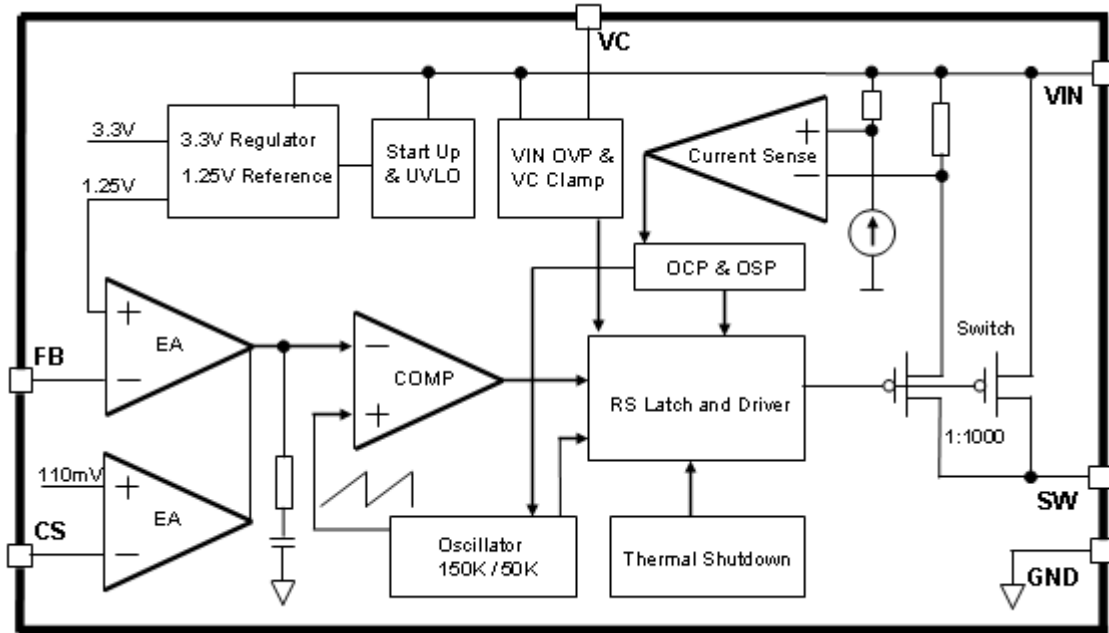 VC
VIN
3.3V
3.3V Regulator
1.25V Reference
1.25V
Start Up
& UVLO
VIN OVP &
VC Clamp
+
Current Sense
−
OCP & OSP
+
EA
−
FB
−
COMP
+
RS Latch and Driver
Switch
1:1000
SW
110mV
+
EA
−
CS
Oscillator
150K / 50K
Thermal Shutdown
GND